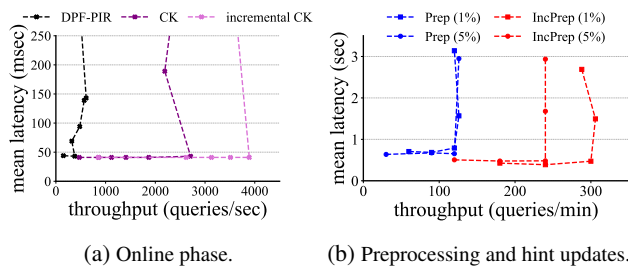 DPF-PIR CK incremental CK
mean latency (msec)
250
200
150
100
50
0
0 1000 2000 3000 4000
throughput (queries/sec)
(a) Online phase.
Prep (1%) IncPrep (1%)
Prep (5%) IncPrep (5%)
mean latency (sec)
3
2
1
0
0 100 200 300
throughput (queries/min)
(b) Preprocessing and hint updates.